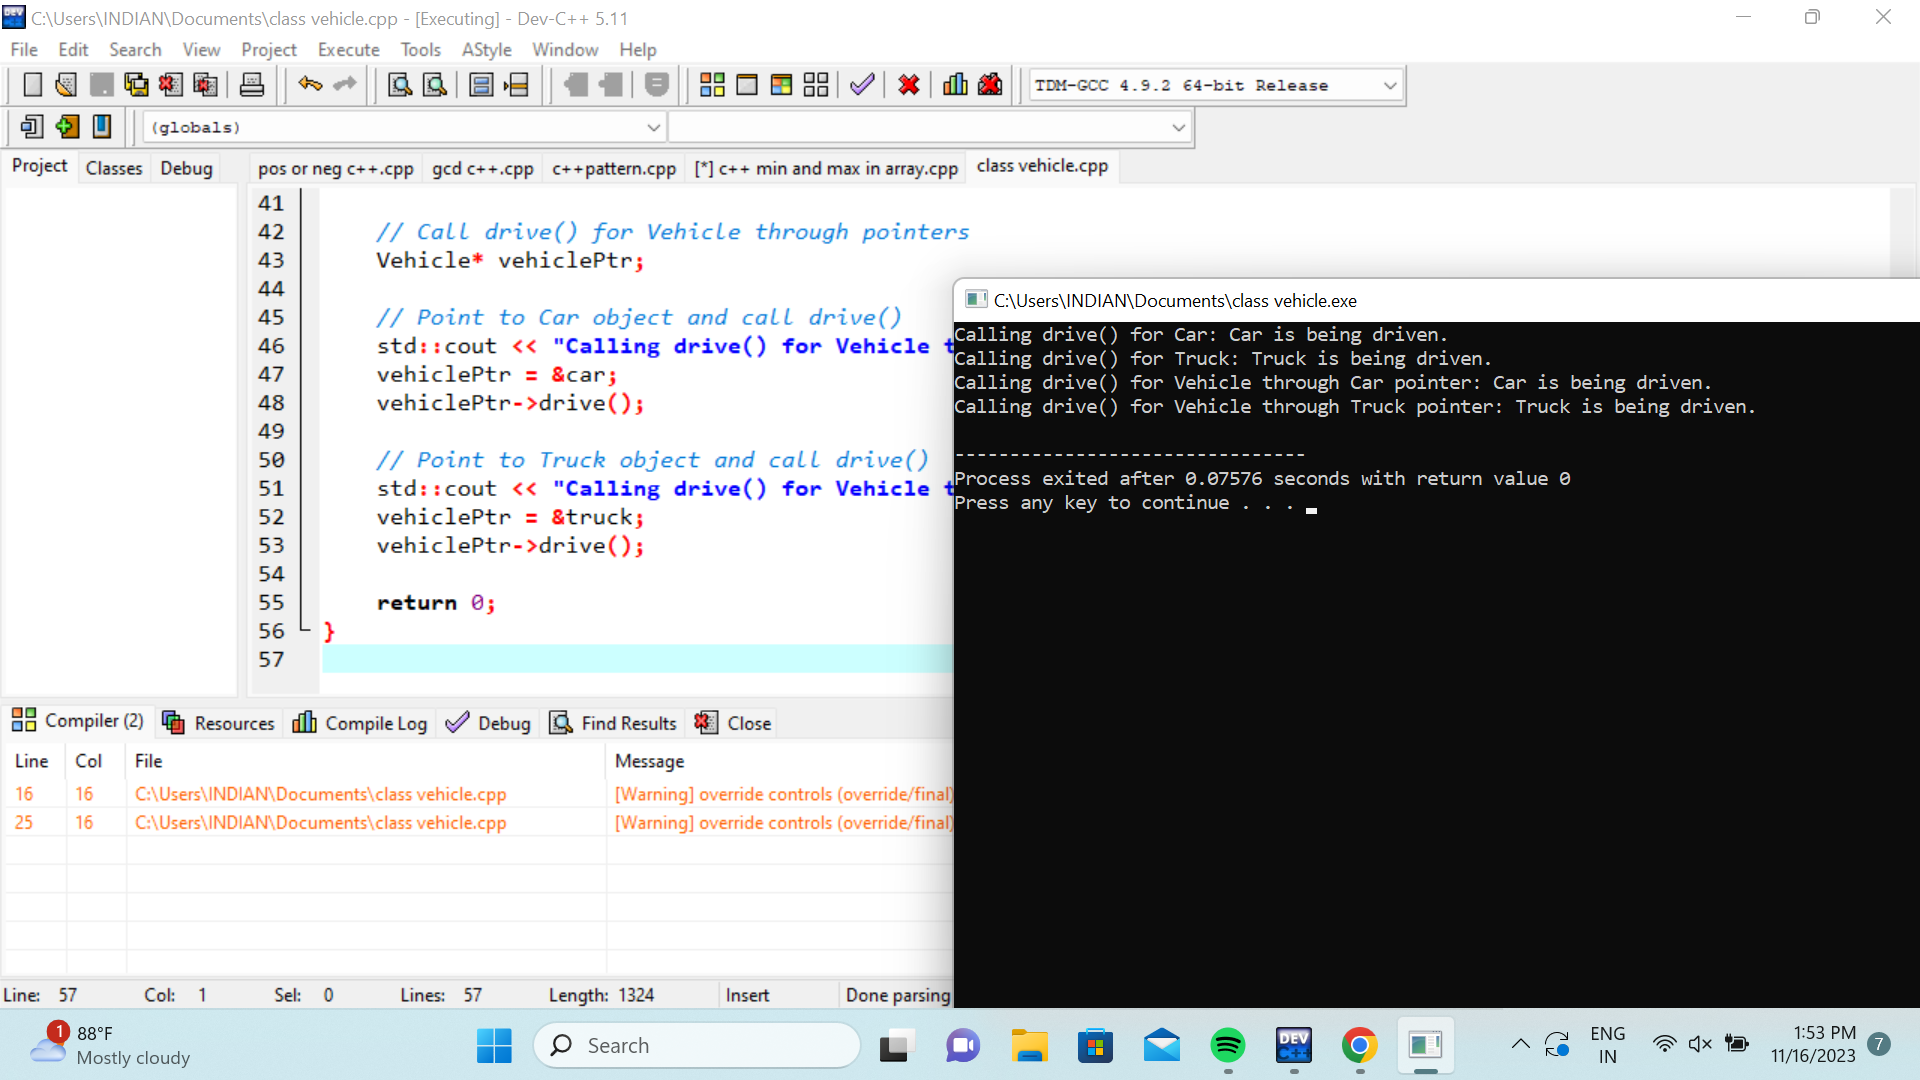 C:\Users\INDIAN\Documents\class vehicle.cpp - [Executing] - Dev-C++ 5.11
File Edit Search View Project Execute Tools AStyle Window Help
TDM-GCC 4.9.2 64-bit Release
(globals)
Project Classes Debug
pos or neg c++.cpp gcd c++.cpp c++pattern.cpp [*] c++ min and max in array.cpp class vehicle.cpp
41
42 // Call drive() for Vehicle through pointers
43 Vehicle* vehiclePtr;
44
45 // Point to Car object and call drive()
46 std::cout << "Calling drive() for Vehicle t
47 vehiclePtr = &car;
48 vehiclePtr->drive();
49
50 // Point to Truck object and call drive()
51 std::cout << "Calling drive() for Vehicle t
52 vehiclePtr = &truck;
53 vehiclePtr->drive();
54
55 return 0;
56 }
57
C:\Users\INDIAN\Documents\class vehicle.exe
Calling drive() for Car: Car is being driven.
Calling drive() for Truck: Truck is being driven.
Calling drive() for Vehicle through Car pointer: Car is being driven.
Calling drive() for Vehicle through Truck pointer: Truck is being driven.
--------------------------------
Process exited after 0.07576 seconds with return value 0
Press any key to continue . . .
Compiler (2) Resources Compile Log Debug Find Results Close
Line Col File Message
16 16 C:\Users\INDIAN\Documents\class vehicle.cpp [Warning] override controls (override/final)
25 16 C:\Users\INDIAN\Documents\class vehicle.cpp [Warning] override controls (override/final)
Line: 57 Col: 1 Sel: 0 Lines: 57 Length: 1324 Insert Done parsing
1
88°F
Mostly cloudy
Search
DEV
C++
ENG
IN
1:53 PM
11/16/2023
7